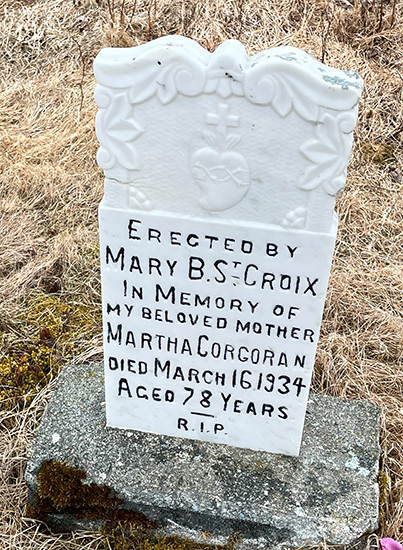 ERECTED BY
MARY B. ST CROIX
IN MEMORY OF
MY BELOVED MOTHER
MARTHA CORCORAN
DIED MARCH 16, 1934
AGED 78 YEARS
R.I.P.